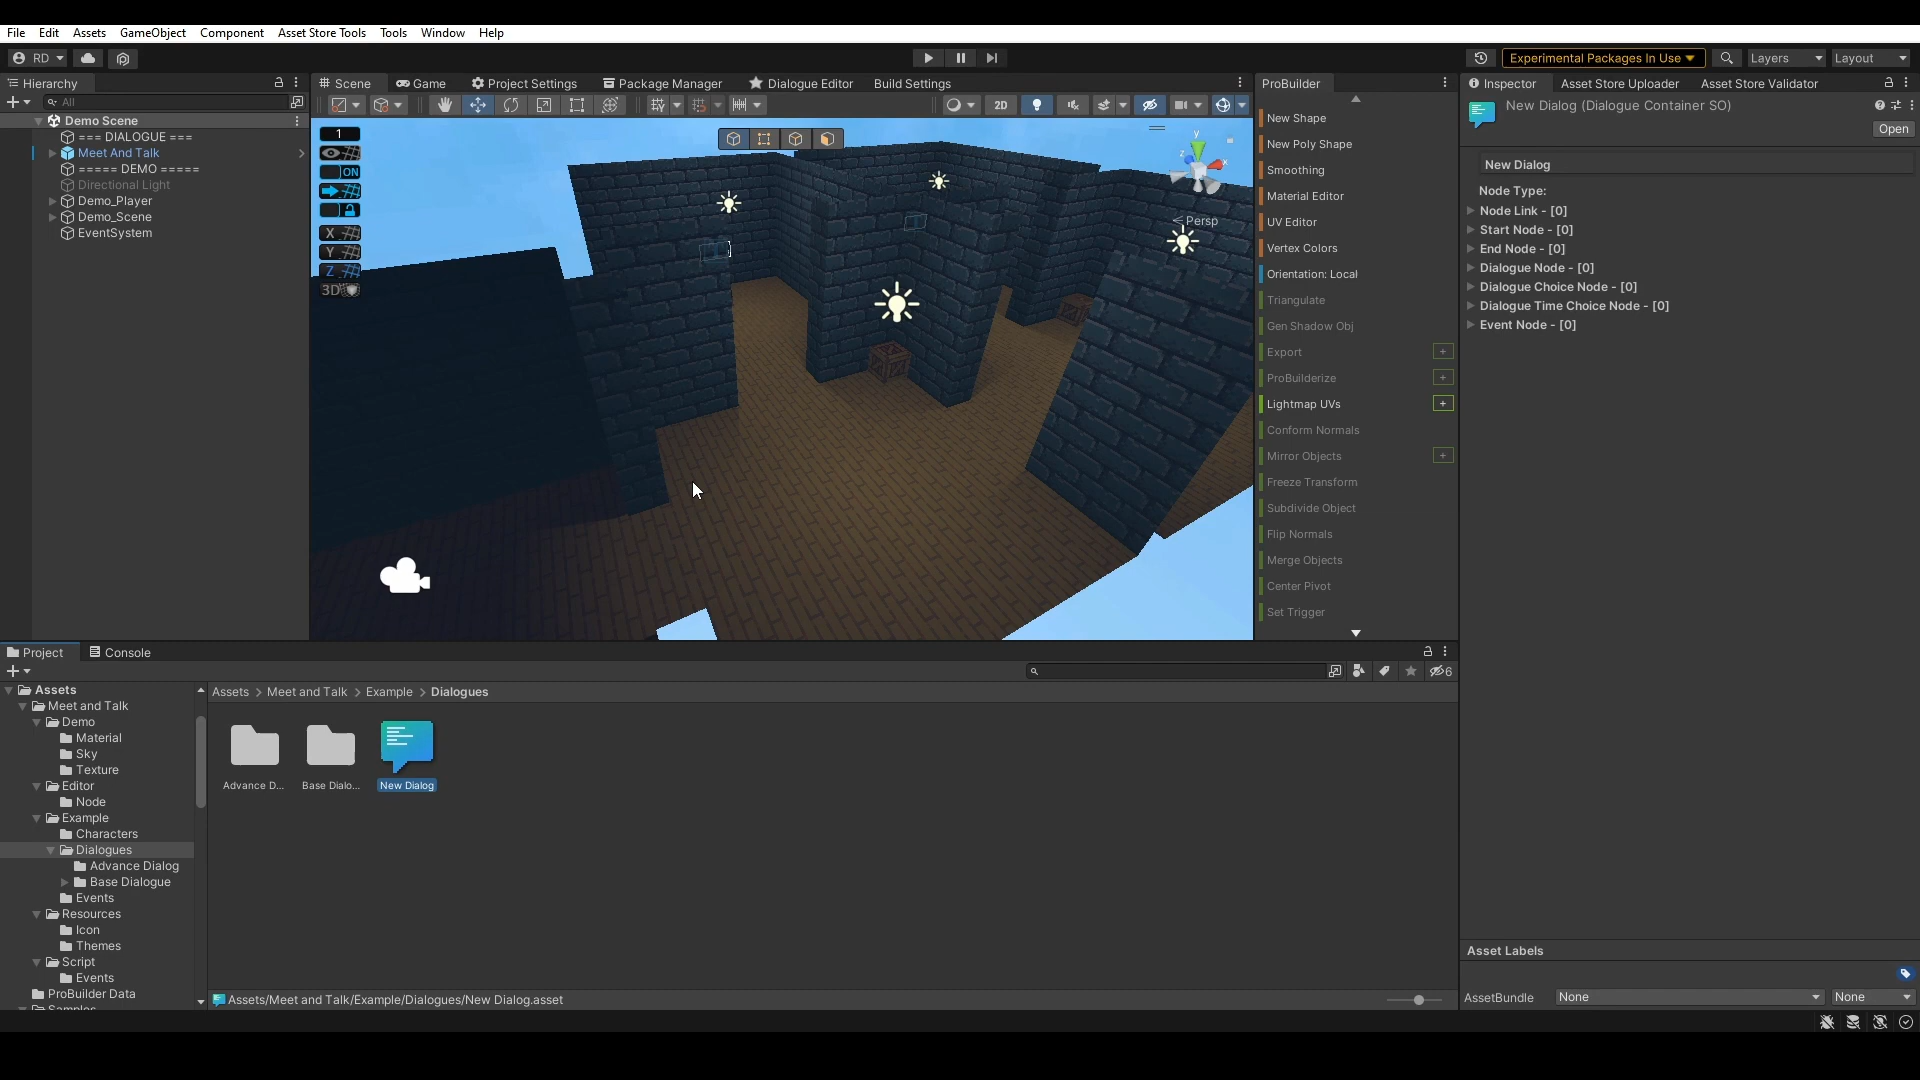 File Edit Assets GameObject Component Asset Store Tools Tools Window Help
RD Experimental Packages In Use Layers Layout
Hierarchy
All
Demo Scene
=== DIALOGUE ===
Meet And Talk
===== DEMO =====
Directional Light
Demo_Player
Demo_Scene
EventSystem
Scene Game Project Settings Package Manager Dialogue Editor Build Settings
2D
1
ON
X
Y
Z
3D
y
x
z
< Persp
ProBuilder
New Shape
New Poly Shape
Smoothing
Material Editor
UV Editor
Vertex Colors
Orientation: Local
Triangulate
Gen Shadow Obj
Export +
ProBuilderize +
Lightmap UVs +
Conform Normals
Mirror Objects +
Freeze Transform
Subdivide Object
Flip Normals
Merge Objects
Center Pivot
Set Trigger
Inspector Asset Store Uploader Asset Store Validator
New Dialog (Dialogue Container SO)
Open
New Dialog
Node Type:
Node Link - [0]
Start Node - [0]
End Node - [0]
Dialogue Node - [0]
Dialogue Choice Node - [0]
Dialogue Time Choice Node - [0]
Event Node - [0]
Asset Labels
AssetBundle None None
Project Console
6
Assets
Meet and Talk
Demo
Material
Sky
Texture
Editor
Node
Example
Characters
Dialogues
Advance Dialog
Base Dialogue
Events
Resources
Icon
Themes
Script
Events
ProBuilder Data
Samples
Assets > Meet and Talk > Example > Dialogues
Advance D... Base Dialo... New Dialog
Assets/Meet and Talk/Example/Dialogues/New Dialog.asset